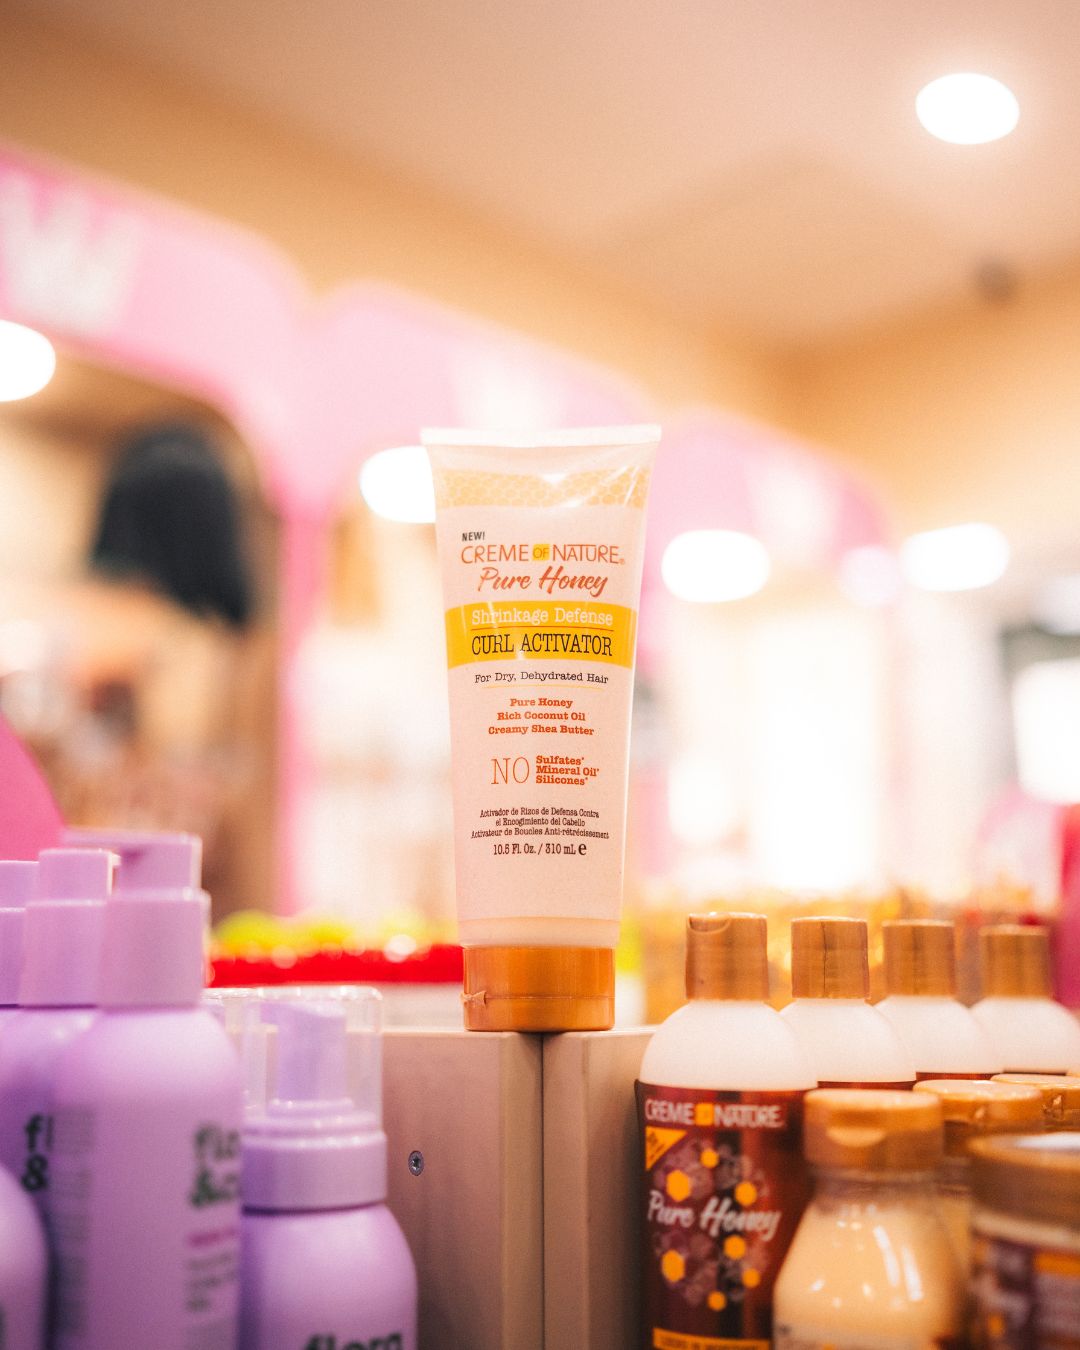 NEW!
CREME OF NATURE®
Pure Honey
Shrinkage Defense
CURL ACTIVATOR
For Dry, Dehydrated Hair
Pure Honey
Rich Coconut Oil
Creamy Shea Butter
NO Sulfates*
Mineral Oil*
Silicones*
Activador de Rizos de Defensa Contra
el Encogimiento del Cabello
Activateur de Boucles Anti-rétrécissement
10.5 Fl. Oz. / 310 mL e
CREME OF NATURE
Pure Honey